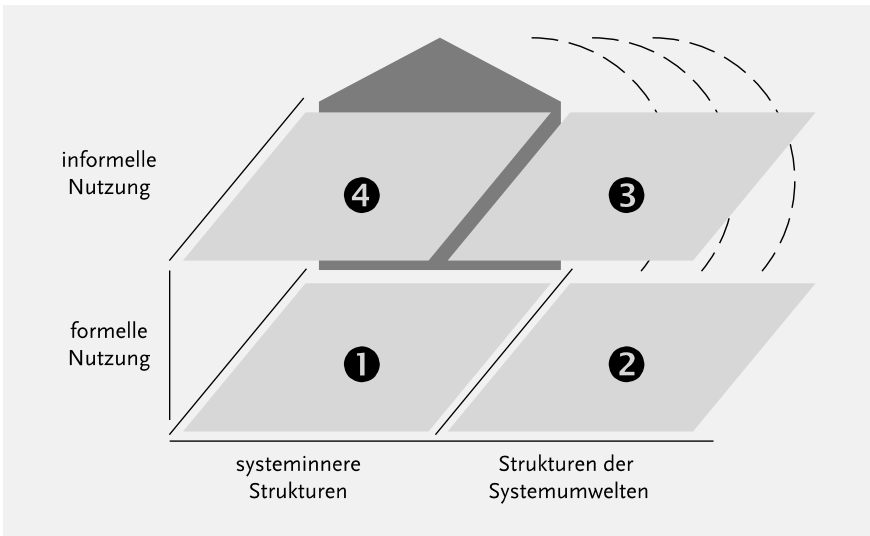 informelle
Nutzung
4
3
formelle
Nutzung
1
2
systeminnere
Strukturen
Strukturen der
Systemumwelten